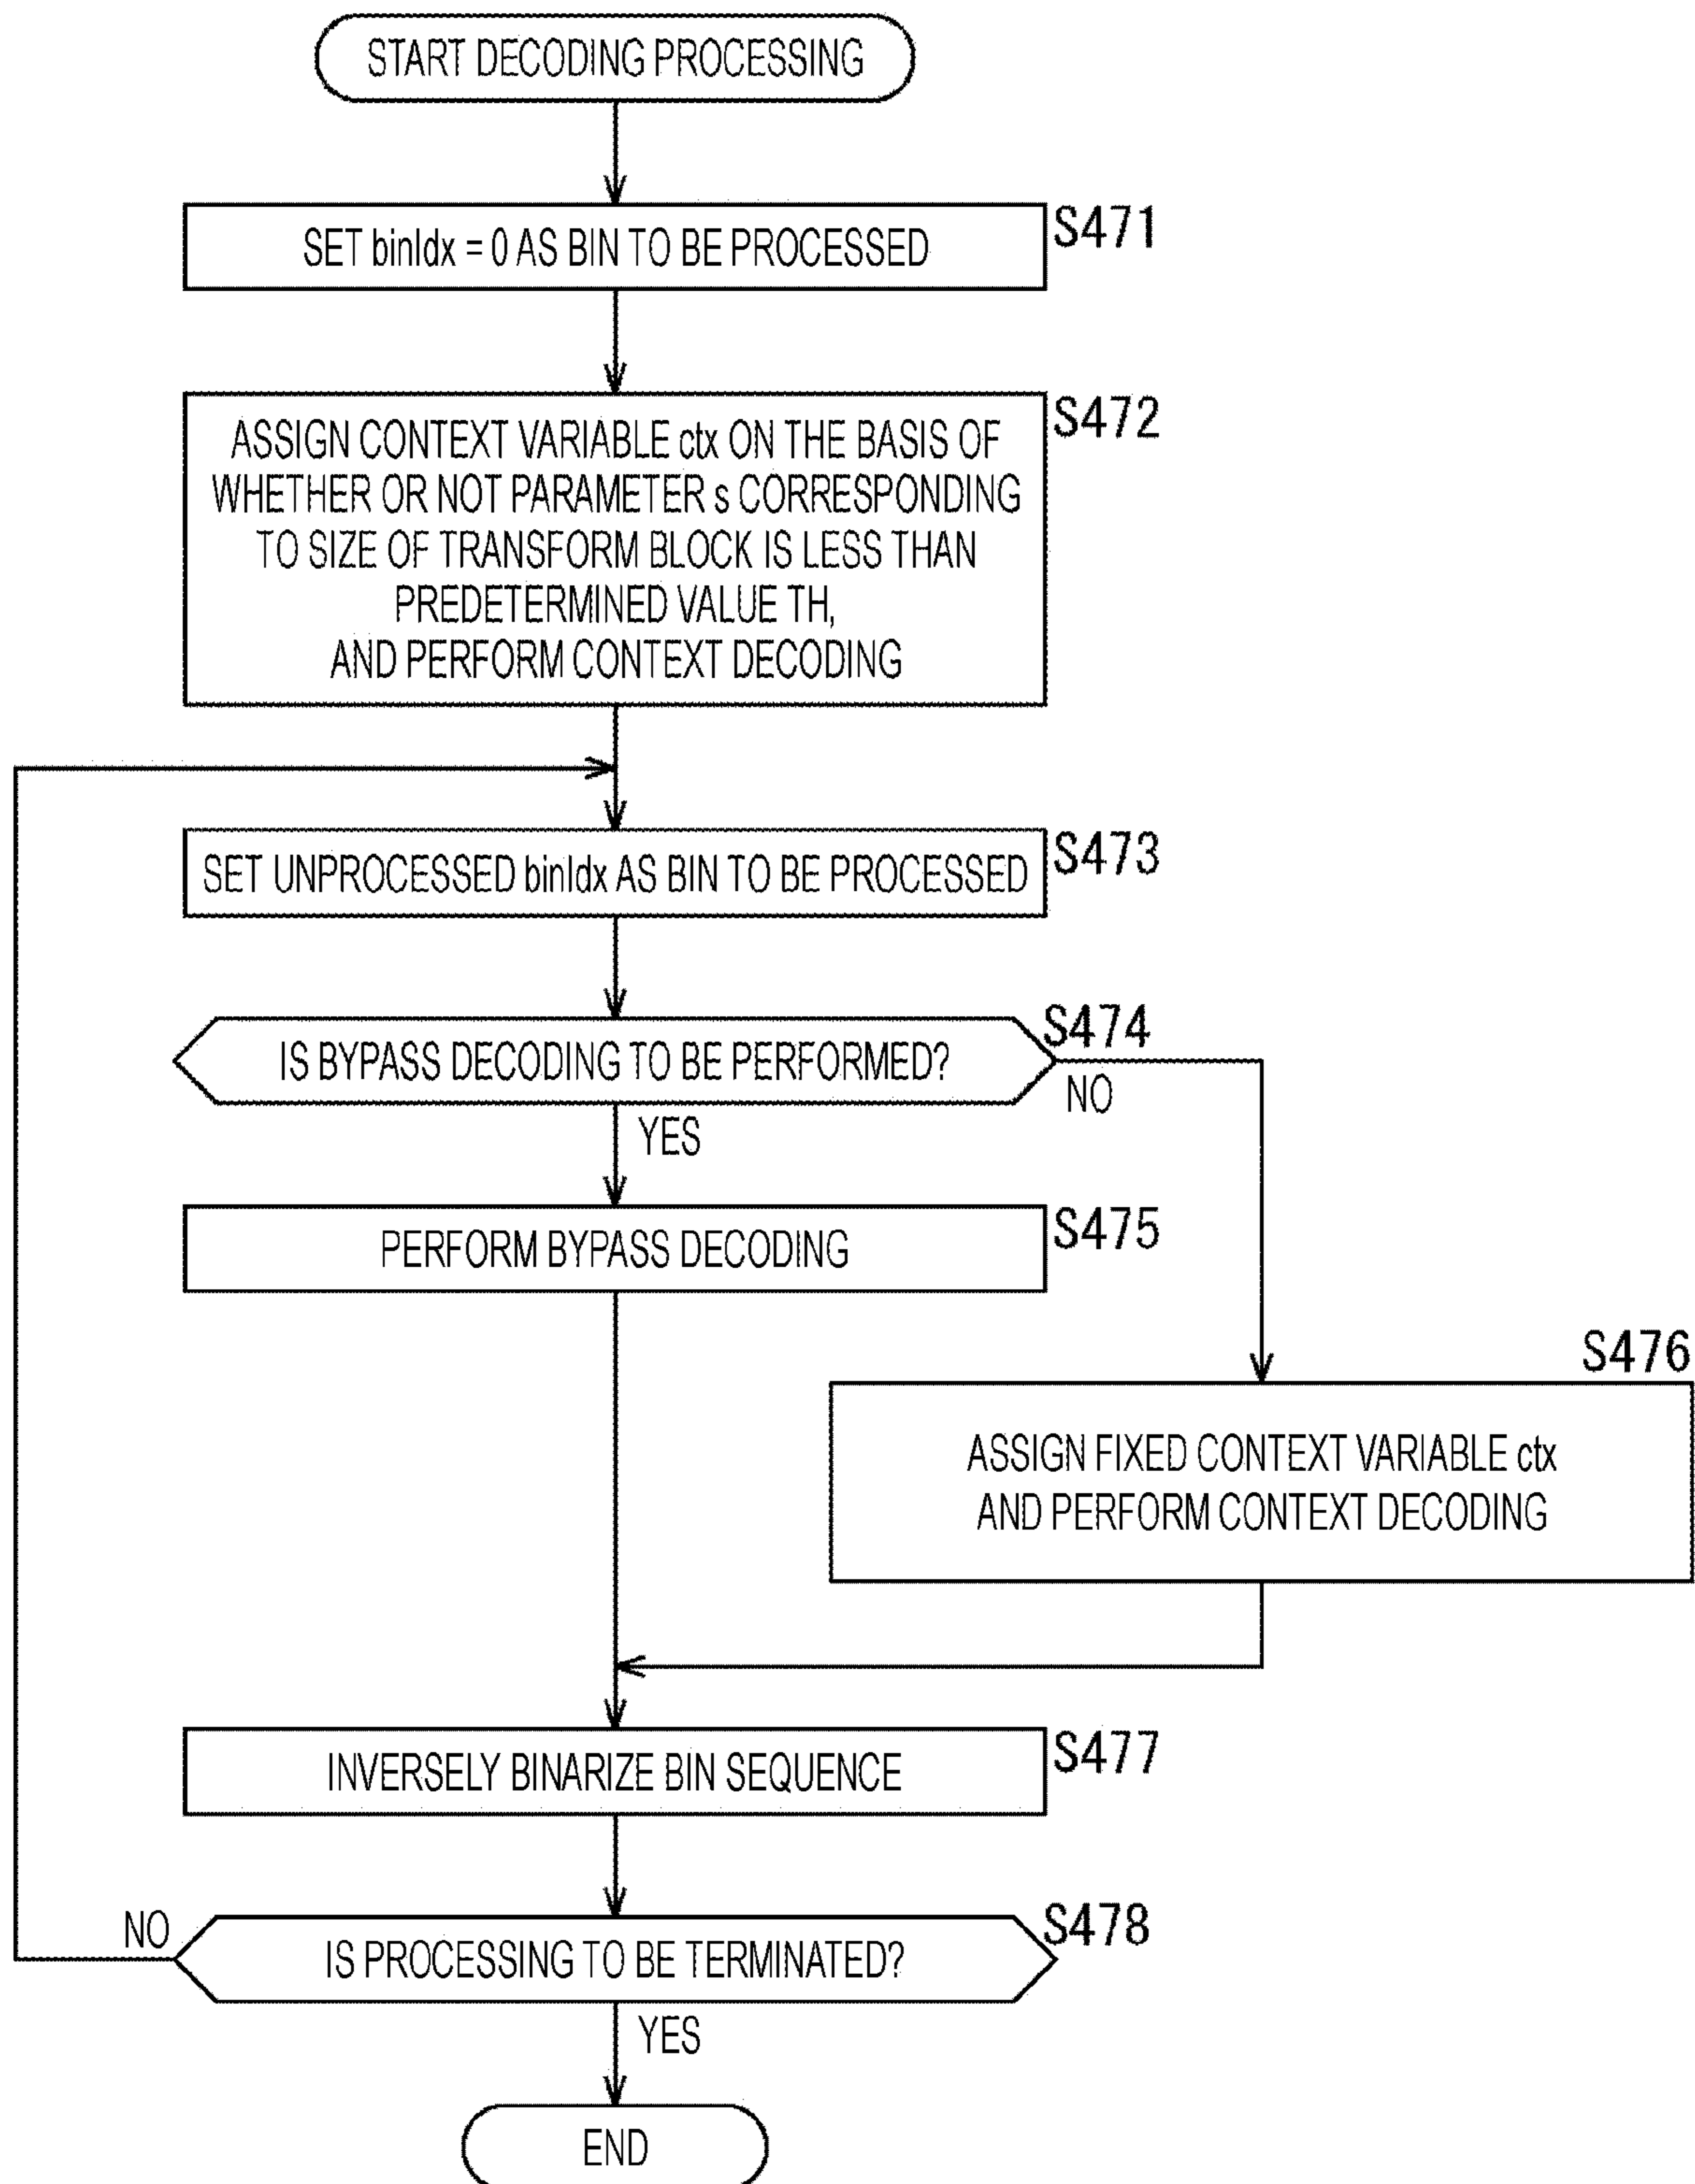 START DECODING PROCESSING
SET binIdx = 0 AS BIN TO BE PROCESSED
S471
ASSIGN CONTEXT VARIABLE ctx ON THE BASIS OF
WHETHER OR NOT PARAMETER s CORRESPONDING
TO SIZE OF TRANSFORM BLOCK IS LESS THAN
PREDETERMINED VALUE TH,
AND PERFORM CONTEXT DECODING
S472
SET UNPROCESSED binIdx AS BIN TO BE PROCESSED
S473
IS BYPASS DECODING TO BE PERFORMED?
S474
NO
YES
PERFORM BYPASS DECODING
S475
S476
ASSIGN FIXED CONTEXT VARIABLE ctx
AND PERFORM CONTEXT DECODING
INVERSELY BINARIZE BIN SEQUENCE
S477
NO
IS PROCESSING TO BE TERMINATED?
S478
YES
END